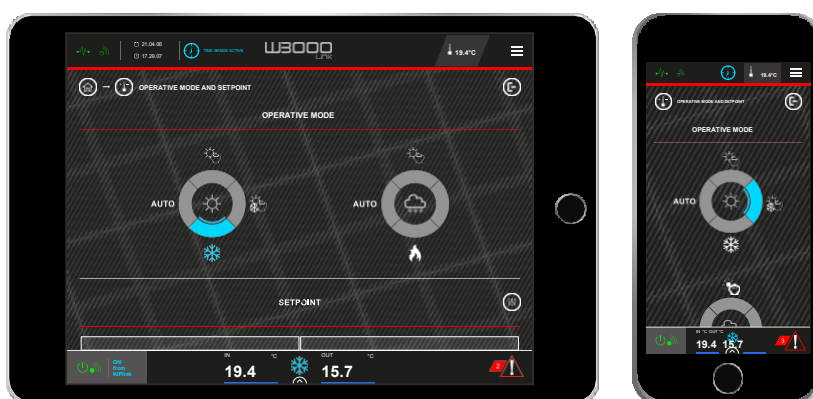 21.04.06
17.29.07
TIME BANDS ACTIVE
W3000
LINK
19.4°C
→ OPERATIVE MODE AND SETPOINT
OPERATIVE MODE
AUTO
AUTO
SETPOINT
ON
from
KIPlink
IN °C
19.4
OUT °C
15.7
2
19.4°C
OPERATIVE MODE AND SETPOINT
OPERATIVE MODE
AUTO
IN °C OUT °C
19.4 15.7
3